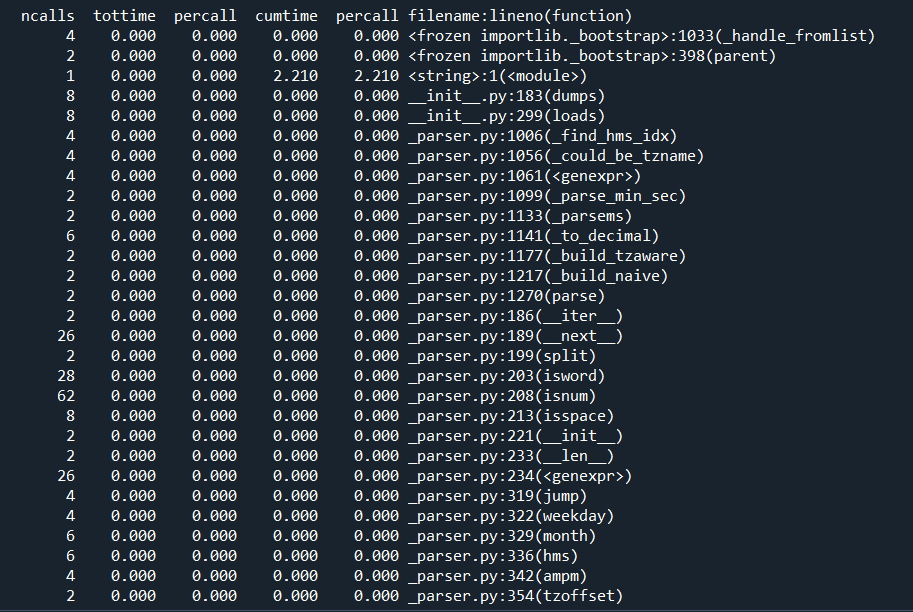 ncalls  tottime  percall  cumtime  percall filename:lineno(function)
     4    0.000    0.000    0.000    0.000 <frozen importlib._bootstrap>:1033(_handle_fromlist)
     2    0.000    0.000    0.000    0.000 <frozen importlib._bootstrap>:398(parent)
     1    0.000    0.000    2.210    2.210 <string>:1(<module>)
     8    0.000    0.000    0.000    0.000 __init__.py:183(dumps)
     8    0.000    0.000    0.000    0.000 __init__.py:299(loads)
     4    0.000    0.000    0.000    0.000 _parser.py:1006(_find_hms_idx)
     4    0.000    0.000    0.000    0.000 _parser.py:1056(_could_be_tzname)
     4    0.000    0.000    0.000    0.000 _parser.py:1061(<genexpr>)
     2    0.000    0.000    0.000    0.000 _parser.py:1099(_parse_min_sec)
     2    0.000    0.000    0.000    0.000 _parser.py:1133(_parsems)
     6    0.000    0.000    0.000    0.000 _parser.py:1141(_to_decimal)
     2    0.000    0.000    0.000    0.000 _parser.py:1177(_build_tzaware)
     2    0.000    0.000    0.000    0.000 _parser.py:1217(_build_naive)
     2    0.000    0.000    0.000    0.000 _parser.py:1270(parse)
     2    0.000    0.000    0.000    0.000 _parser.py:186(__iter__)
    26    0.000    0.000    0.000    0.000 _parser.py:189(__next__)
     2    0.000    0.000    0.000    0.000 _parser.py:199(split)
    28    0.000    0.000    0.000    0.000 _parser.py:203(isword)
    62    0.000    0.000    0.000    0.000 _parser.py:208(isnum)
     8    0.000    0.000    0.000    0.000 _parser.py:213(isspace)
     2    0.000    0.000    0.000    0.000 _parser.py:221(__init__)
     2    0.000    0.000    0.000    0.000 _parser.py:233(__len__)
    26    0.000    0.000    0.000    0.000 _parser.py:234(<genexpr>)
     4    0.000    0.000    0.000    0.000 _parser.py:319(jump)
     4    0.000    0.000    0.000    0.000 _parser.py:322(weekday)
     6    0.000    0.000    0.000    0.000 _parser.py:329(month)
     6    0.000    0.000    0.000    0.000 _parser.py:336(hms)
     4    0.000    0.000    0.000    0.000 _parser.py:342(ampm)
     2    0.000    0.000    0.000    0.000 _parser.py:354(tzoffset)